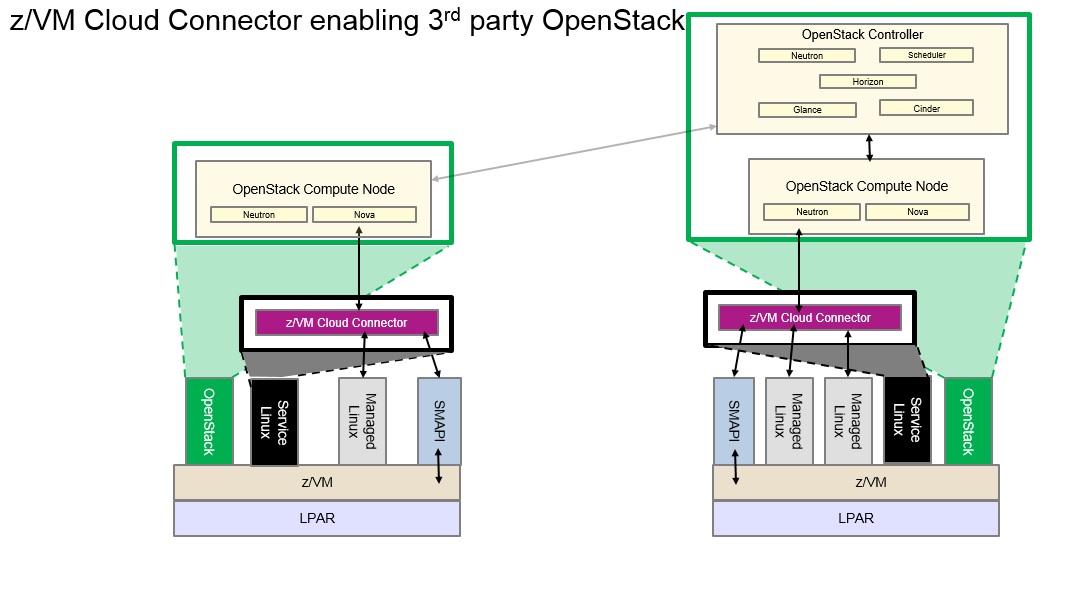 z/VM Cloud Connector enabling 3rd party OpenStack
OpenStack Controller
Neutron
Scheduler
Horizon
Glance
Cinder
OpenStack Compute Node
Neutron
Nova
OpenStack Compute Node
Neutron
Nova
z/VM Cloud Connector
z/VM Cloud Connector
OpenStack
Service
Linux
Managed
Linux
SMAPI
z/VM
LPAR
SMAPI
Managed
Linux
Managed
Linux
Service
Linux
OpenStack
z/VM
LPAR